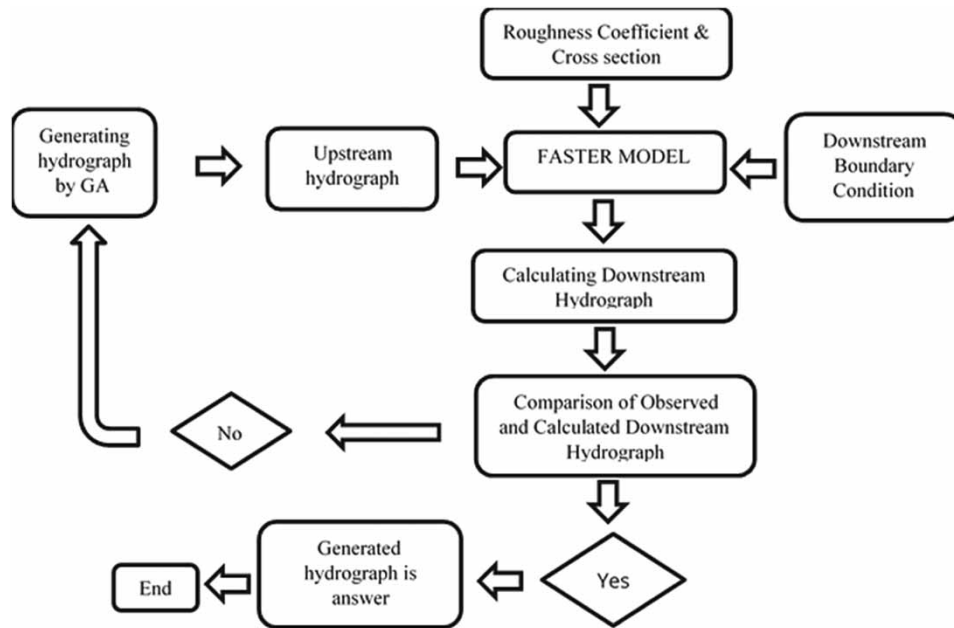 Roughness Coefficient &
Cross section
Generating
hydrograph
by GA
Upstream
hydrograph
FASTER MODEL
Downstream
Boundary
Condition
Calculating Downstream
Hydrograph
Comparison of Observed
and Calculated Downstream
Hydrograph
No
Yes
Generated
hydrograph is
answer
End